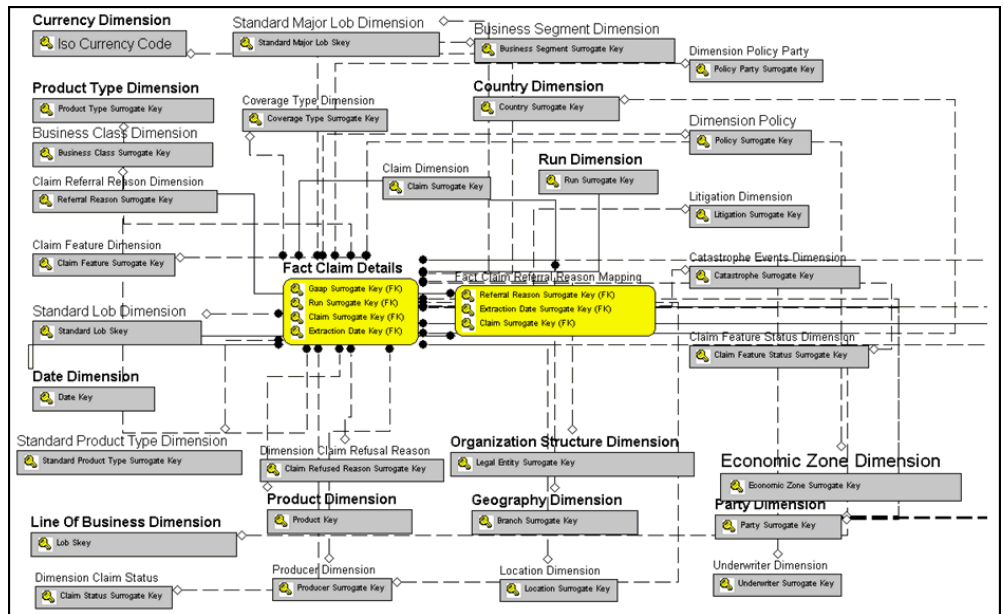 Currency Dimension
Iso Currency Code
Standard Major Lob Dimension
Standard Major Lob Skey
Business Segment Dimension
Business Segment Surrogate Key
Dimension Policy Party
Policy Party Surrogate Key
Product Type Dimension
Product Type Surrogate Key
Coverage Type Dimension
Coverage Type Surrogate Key
Country Dimension
Country Surrogate Key
Dimension Policy
Policy Surrogate Key
Business Class Dimension
Business Class Surrogate Key
Claim Dimension
Claim Surrogate Key
Run Dimension
Run Surrogate Key
Claim Referral Reason Dimension
Referral Reason Surrogate Key
Litigation Dimension
Litigation Surrogate Key
Claim Feature Dimension
Claim Feature Surrogate Key
Fact Claim Details
Gaap Surrogate Key (FK)
Run Surrogate Key (FK)
Claim Surrogate Key (FK)
Extraction Date Key (FK)
Fact Claim Referral Reason Mapping
Referral Reason Surrogate Key (FK)
Extraction Date Surrogate Key (FK)
Claim Surrogate Key (FK)
Catastrophe Events Dimension
Catastrophe Surrogate Key
Standard Lob Dimension
Standard Lob Skey
Claim Feature Status Dimension
Claim Feature Status Surrogate Key
Date Dimension
Date Key
Standard Product Type Dimension
Standard Product Type Surrogate Key
Dimension Claim Refusal Reason
Claim Refused Reason Surrogate Key
Organization Structure Dimension
Legal Entity Surrogate Key
Economic Zone Dimension
Economic Zone Surrogate Key
Product Dimension
Product Key
Geography Dimension
Branch Surrogate Key
Party Dimension
Party Surrogate Key
Line Of Business Dimension
Lob Skey
Dimension Claim Status
Claim Status Surrogate Key
Producer Dimension
Producer Surrogate Key
Location Dimension
Location Surrogate Key
Underwriter Dimension
Underwriter Surrogate Key